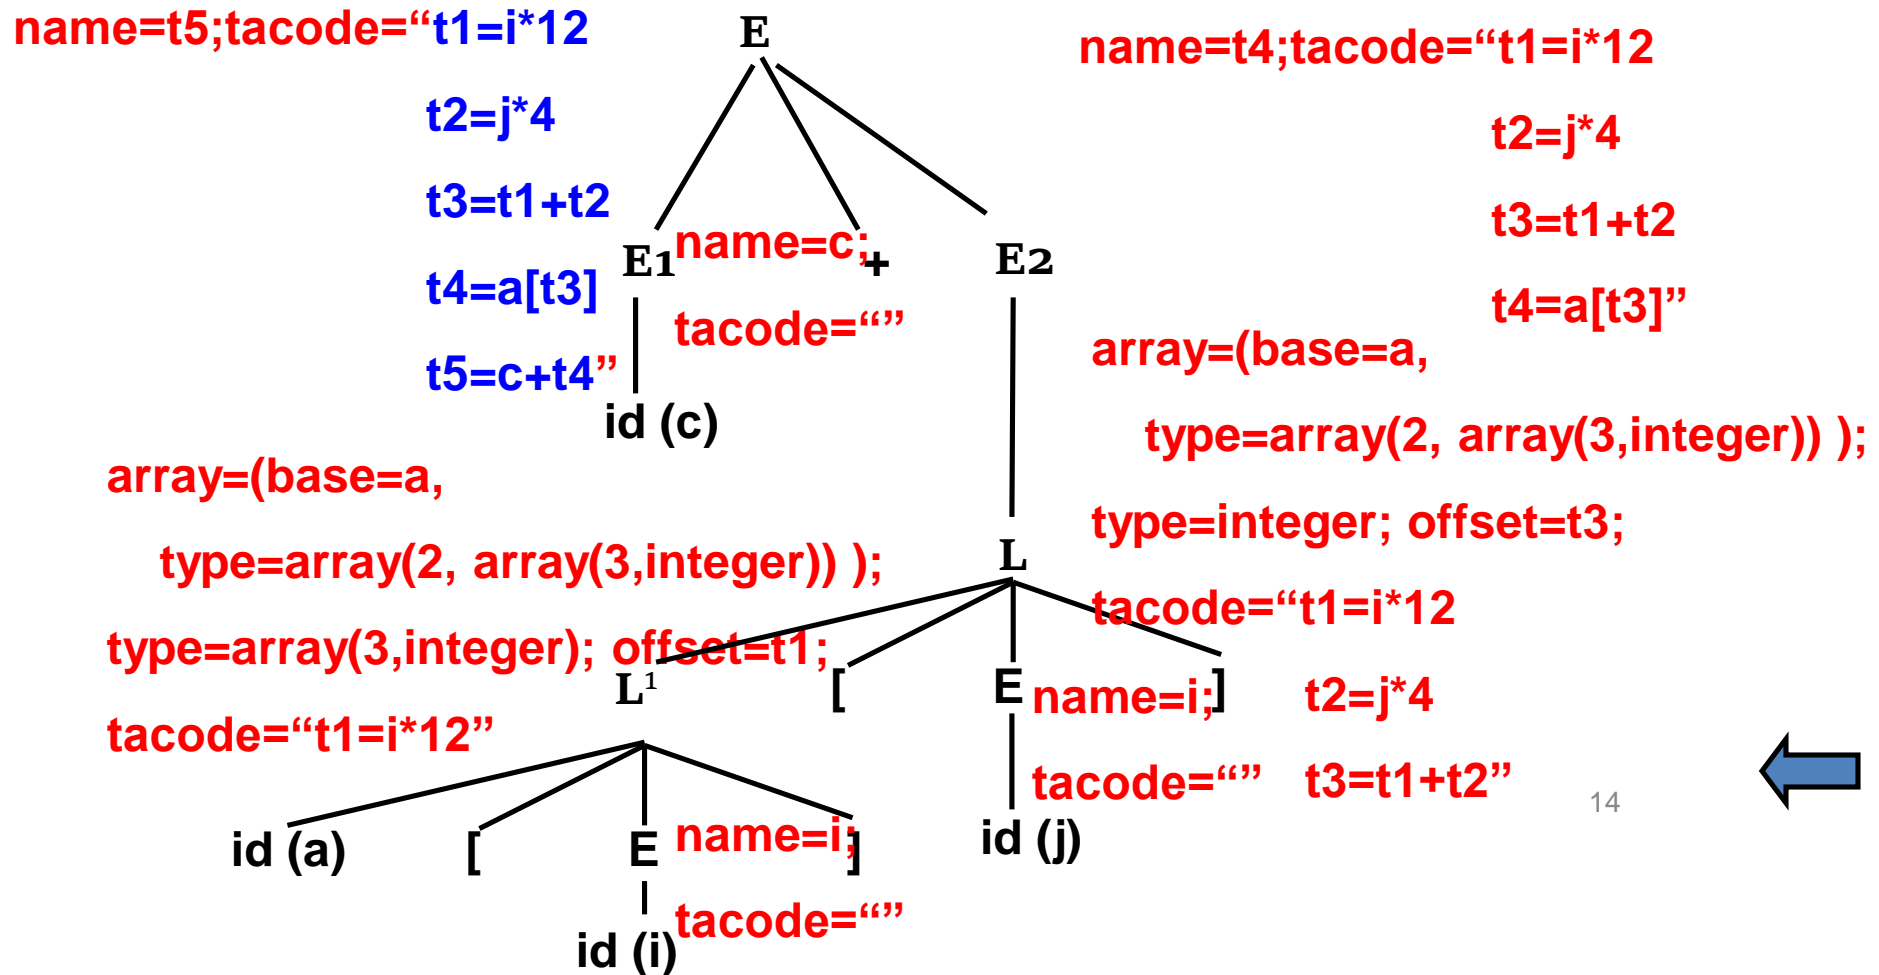 name=t5;tacode=“t1=i*12
t2=j*4
t3=t1+t2
t4=a[t3]
t5=c+t4”
E
name=t4;tacode=“t1=i*12
t2=j*4
t3=t1+t2
t4=a[t3]”
E1
name=c;
tacode=“”
+
E2
id (c)
array=(base=a,
type=array(2, array(3,integer)) );
type=integer; offset=t3;
tacode=“t1=i*12
t2=j*4
t3=t1+t2”
L
array=(base=a,
type=array(2, array(3,integer)) );
type=array(3,integer); offset=t1;
tacode=“t1=i*12”
L¹
[
E
name=i;
tacode=“”
]
id (j)
id (a)
[
E
name=i;
tacode=“”
]
id (i)
14